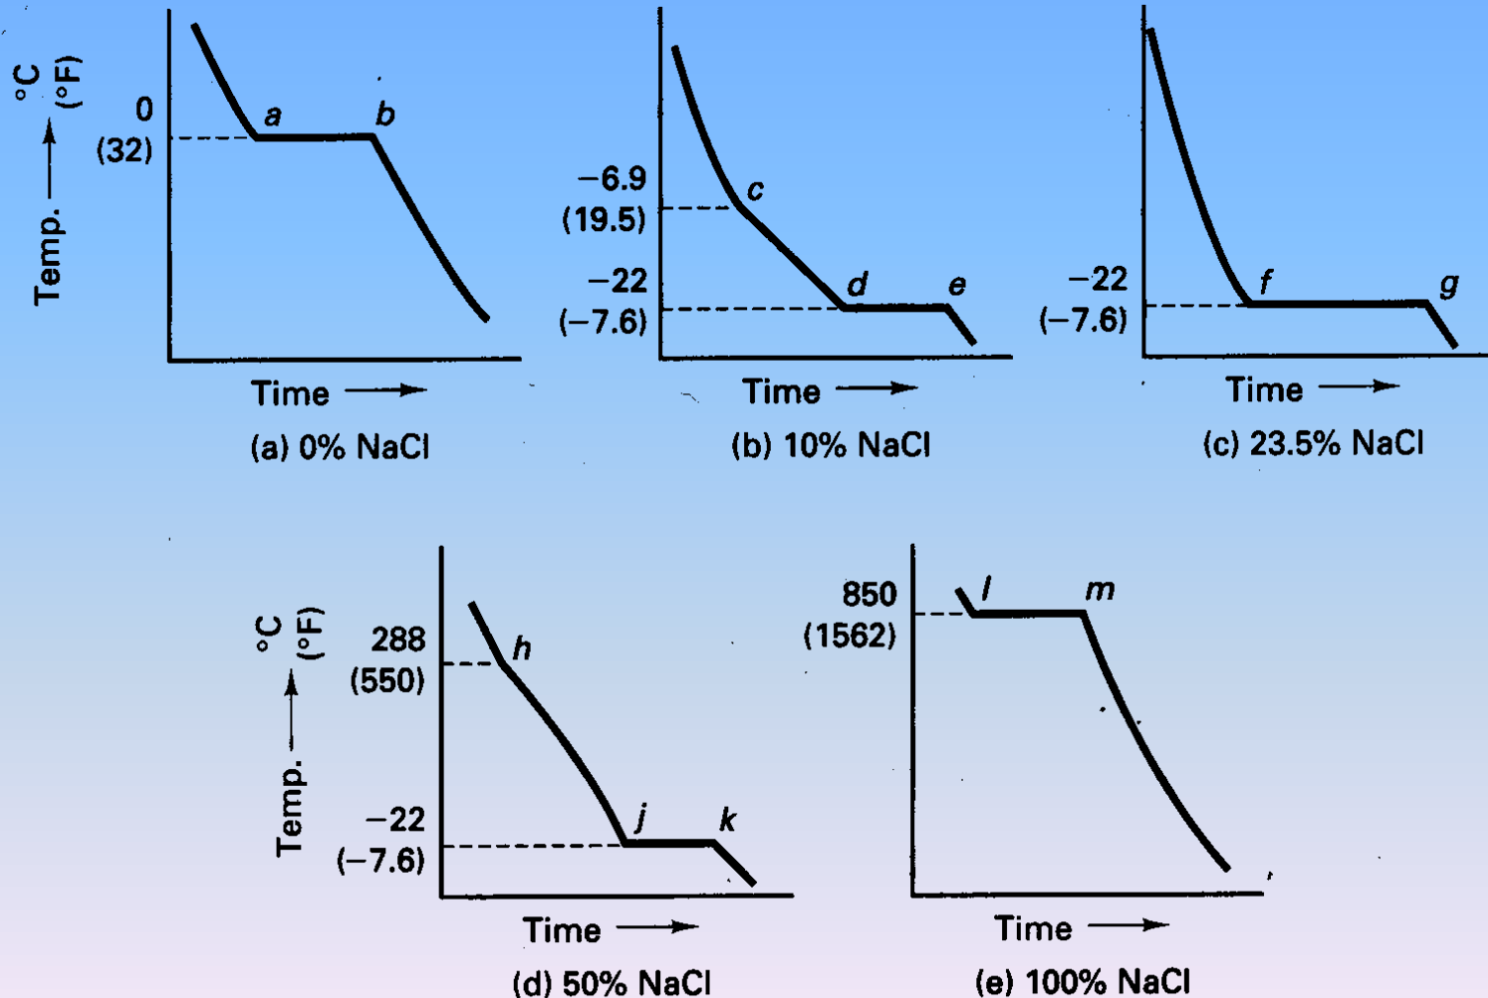 °C
(°F)
Temp.
0
(32)
a
b
Time
(a) 0% NaCl
−6.9
(19.5)
−22
(−7.6)
c
d
e
Time
(b) 10% NaCl
−22
(−7.6)
f
g
Time
(c) 23.5% NaCl
°C
(°F)
Temp.
288
(550)
−22
(−7.6)
h
j
k
Time
(d) 50% NaCl
850
(1562)
l
m
Time
(e) 100% NaCl